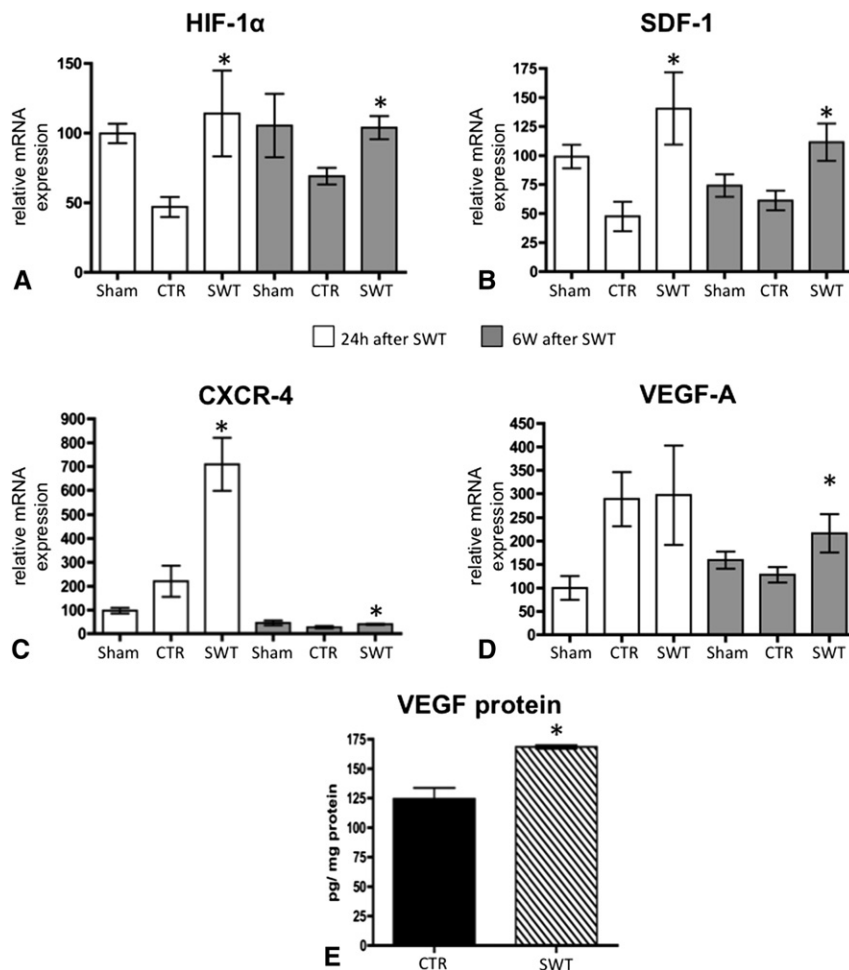 HIF-1α
relative mRNA
expression
150
100
50
0
*
*
Sham CTR SWT Sham CTR SWT
A
SDF-1
relative mRNA
expression
175
150
125
100
75
50
25
0
*
*
Sham CTR SWT Sham CTR SWT
B
24h after SWT
6W after SWT
CXCR-4
relative mRNA
expression
900
800
700
600
500
400
300
200
100
0
*
*
Sham CTR SWT Sham CTR SWT
C
VEGF-A
relative mRNA
expression
450
400
350
300
250
200
150
100
50
0
*
Sham CTR SWT Sham CTR SWT
D
VEGF protein
pg/ mg protein
175
150
125
100
75
50
25
0
*
CTR SWT
E